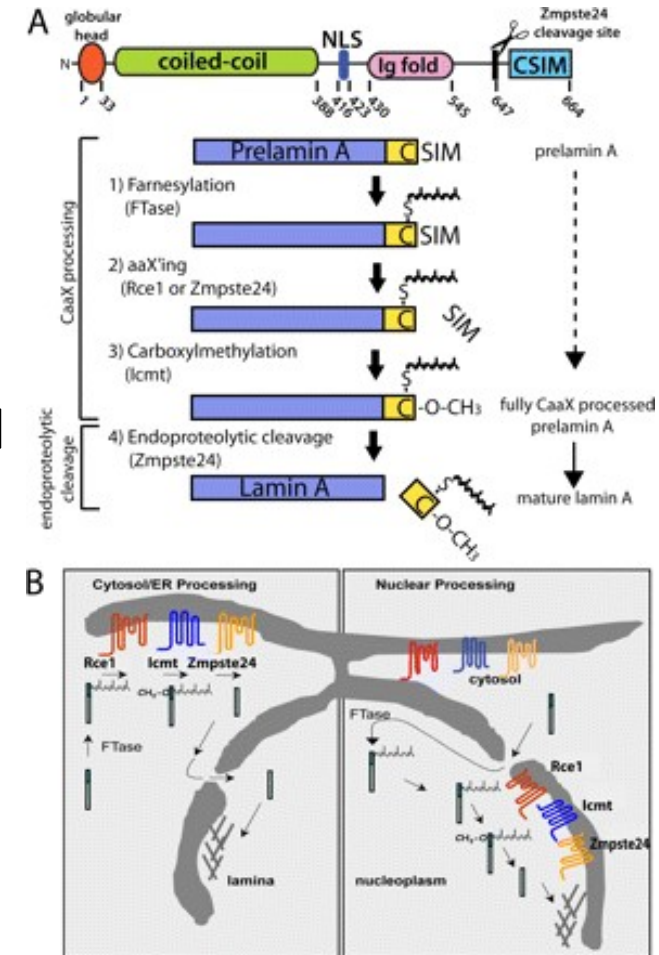 A
globular
head
Zmpste24
cleavage site
N
coiled-coil
NLS
Ig fold
CSIM
1
33
388
416
423
430
545
647
664
CaaX processing
Prelamin A
C
SIM
prelamin A
1) Farnesylation
(FTase)
S
C
SIM
2) aaX'ing
(Rce1 or Zmpste24)
S
C
SIM
3) Carboxylmethylation
(Icmt)
S
C
-O-CH₃
fully CaaX processed
prelamin A
endoproteolytic
cleavage
4) Endoproteolytic cleavage
(Zmpste24)
Lamin A
S
C
-O-CH₃
mature lamin A
B
Cytosol/ER Processing
Rce1
Icmt
Zmpste24
CH₃-O
FTase
lamina
Nuclear Processing
cytosol
FTase
Rce1
Icmt
CH₃-O
Zmpste24
nucleoplasm